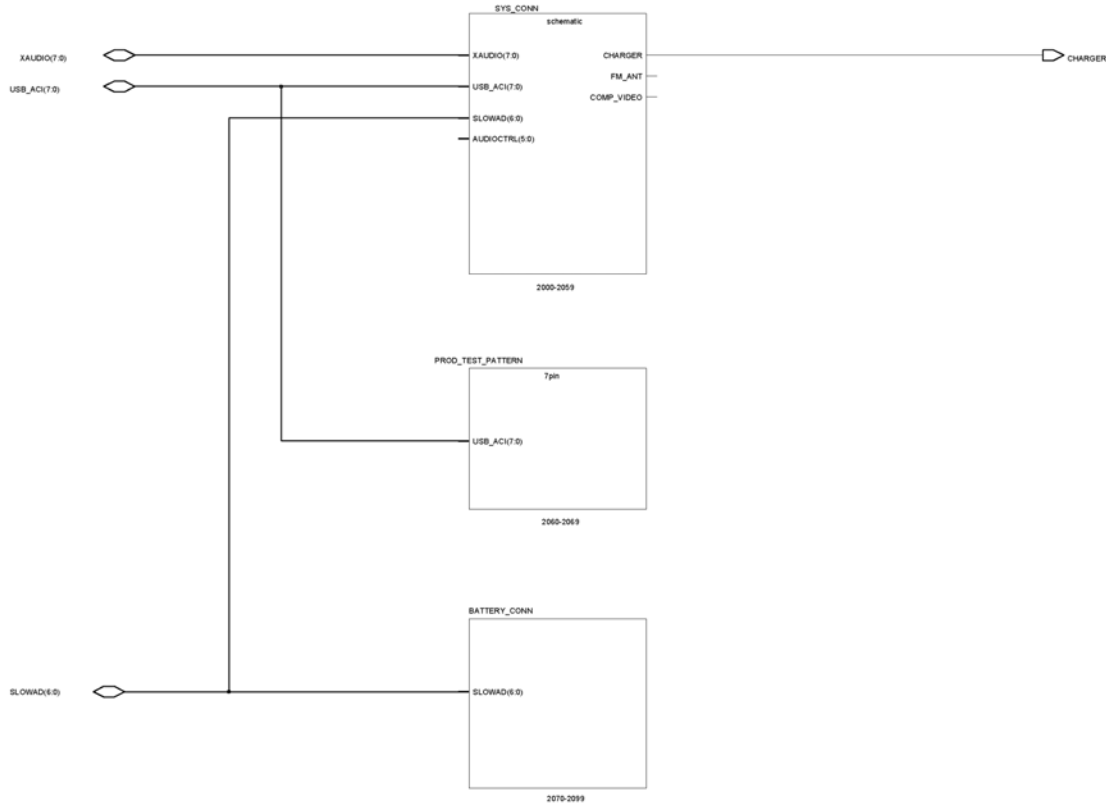 SYS_CONN
schematic
XAUDIO(7:0)
XAUDIO(7:0)
CHARGER
CHARGER
FM_ANT
USB_ACI(7:0)
USB_ACI(7:0)
COMP_VIDEO
SLOWAD(6:0)
AUDIOCTRL(5:0)
2000-2059
PROD_TEST_PATTERN
7pin
USB_ACI(7:0)
2060-2069
BATTERY_CONN
SLOWAD(6:0)
SLOWAD(6:0)
2070-2099